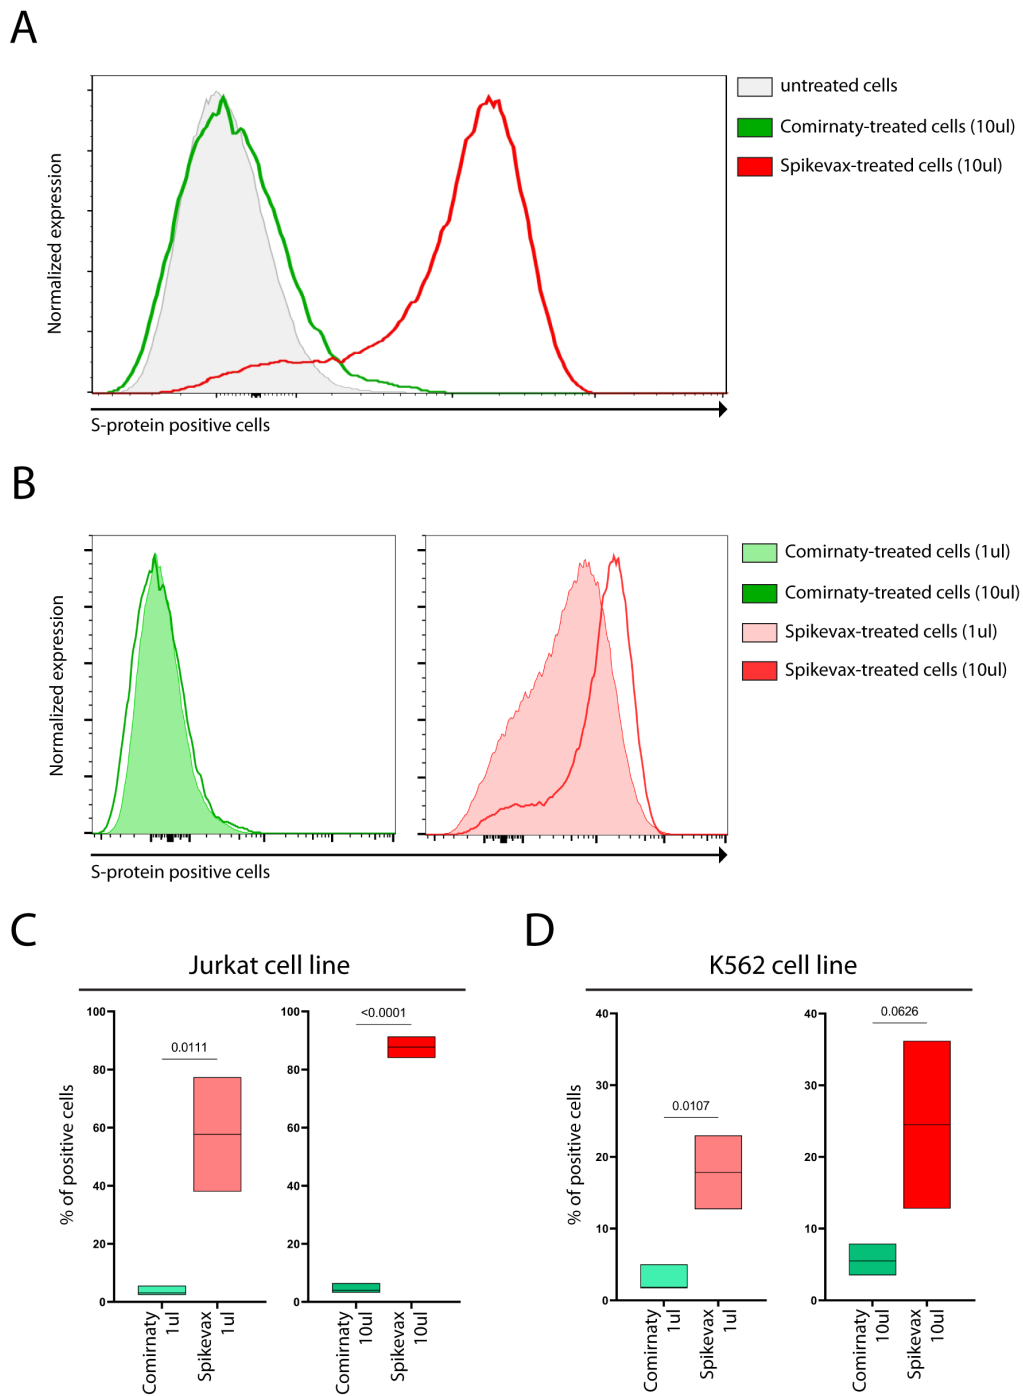 A
Normalized expression
untreated cells
Comirnaty-treated cells (10ul)
Spikevax-treated cells (10ul)
S-protein positive cells
B
Normalized expression
Comirnaty-treated cells (1ul)
Comirnaty-treated cells (10ul)
Spikevax-treated cells (1ul)
Spikevax-treated cells (10ul)
S-protein positive cells
C
Jurkat cell line
% of positive cells
100
80
60
40
20
0
0.0111
Comirnaty
1ul
Spikevax
1ul
100
80
60
40
20
0
<0.0001
Comirnaty
10ul
Spikevax
10ul
D
K562 cell line
% of positive cells
40
30
20
10
0
0.0107
Comirnaty
1ul
Spikevax
1ul
40
30
20
10
0
0.0626
Comirnaty
10ul
Spikevax
10ul